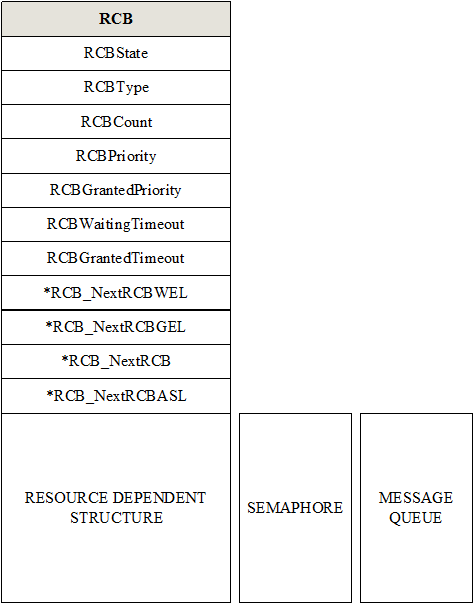 RCB
RCBState
RCBType
RCBCount
RCBPriority
RCBGrantedPriority
RCBWaitingTimeout
RCBGrantedTimeout
*RCB_NextRCBWEL
*RCB_NextRCBGEL
*RCB_NextRCB
*RCB_NextRCBASL
RESOURCE DEPENDENT
STRUCTURE
SEMAPHORE
MESSAGE
QUEUE